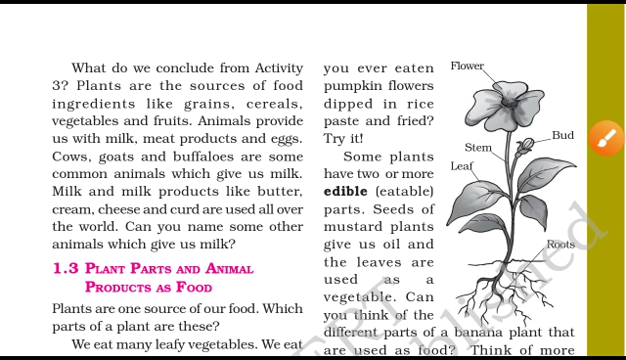 What do we conclude from Activity
3? Plants are the sources of food
ingredients like grains, cereals,
vegetables and fruits. Animals provide
us with milk, meat products and eggs.
Cows, goats and buffaloes are some
common animals which give us milk.
Milk and milk products like butter,
cream, cheese and curd are used all over
the world. Can you name some other
animals which give us milk?
1.3 PLANT PARTS AND ANIMAL
PRODUCTS AS FOOD
Plants are one source of our food. Which
parts of a plant are these?
We eat many leafy vegetables. We eat
you ever eaten
pumpkin flowers
dipped in rice
paste and fried?
Try it!
Some plants
have two or more
edible (eatable)
parts. Seeds of
mustard plants
give us oil and
the leaves are
used as a
vegetable. Can
you think of the
different parts of a banana plant that
are used as food? Think of more
Flower
Bud
Stem
Leaf
Roots